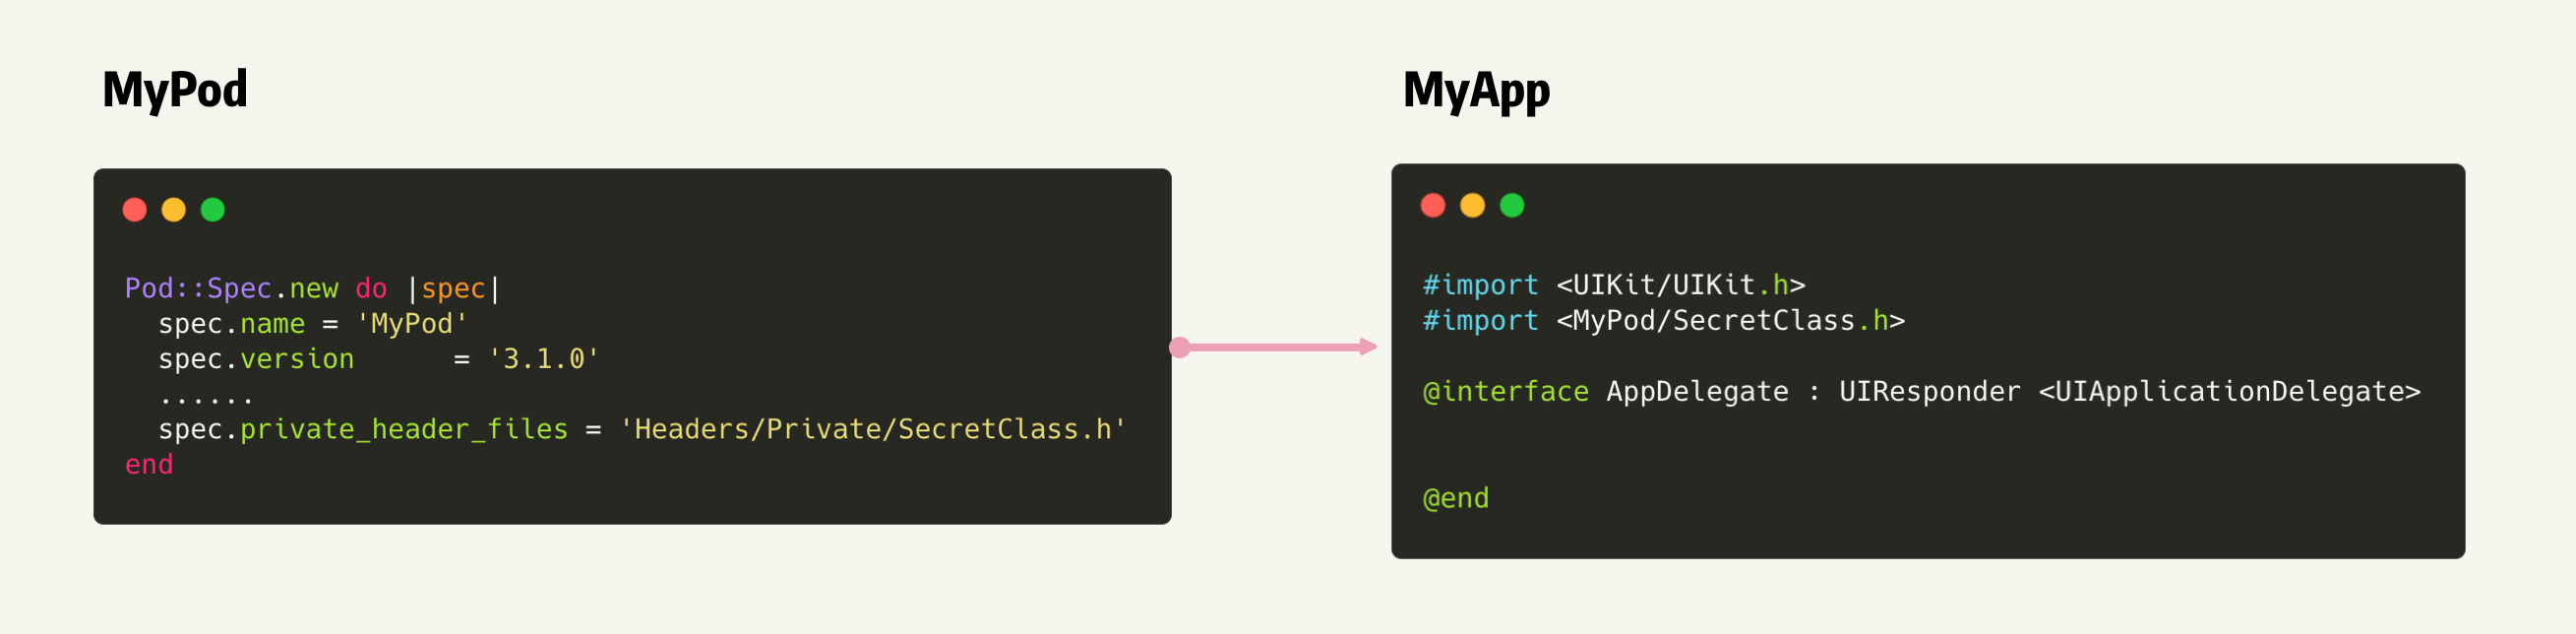 MyPod
Pod::Spec.new do |spec|
  spec.name = 'MyPod'
  spec.version      = '3.1.0'
  ......
  spec.private_header_files = 'Headers/Private/SecretClass.h'
end
MyApp
#import <UIKit/UIKit.h>
#import <MyPod/SecretClass.h>
@interface AppDelegate : UIResponder <UIApplicationDelegate>
@end